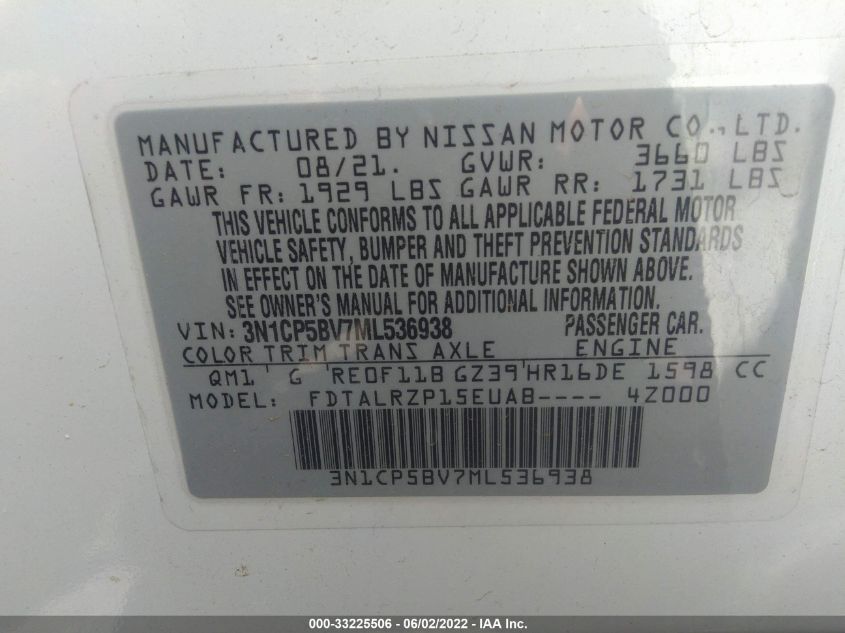 MANUFACTURED BY NISSAN MOTOR CO., LTD.
DATE: 08/21. GVWR: 3660 LBS
GAWR FR: 1929 LBS GAWR RR: 1731 LBS
THIS VEHICLE CONFORMS TO ALL APPLICABLE FEDERAL MOTOR
VEHICLE SAFETY, BUMPER AND THEFT PREVENTION STANDARDS
IN EFFECT ON THE DATE OF MANUFACTURE SHOWN ABOVE.
SEE OWNER'S MANUAL FOR ADDITIONAL INFORMATION.
VIN: 3N1CP5BV7ML536938 PASSENGER CAR.
COLOR TRIM TRANS AXLE ENGINE
QM1 G RE0F11B GZ39 HR16DE 1598 CC
MODEL: FDTALRZP15EUAB---- 4Z000
3N1CP5BV7ML536938
000-33225506 - 06/02/2022 - IAA Inc.